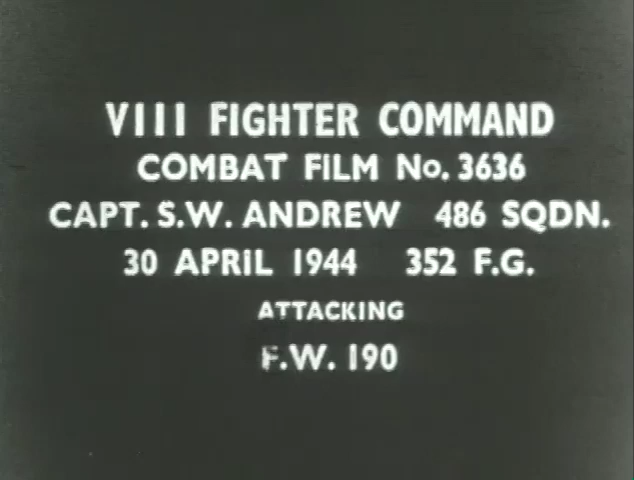 VIII FIGHTER COMMAND
COMBAT FILM No. 3636
CAPT. S.W. ANDREW 486 SQDN.
30 APRIL 1944 352 F.G.
ATTACKING
F.W. 190